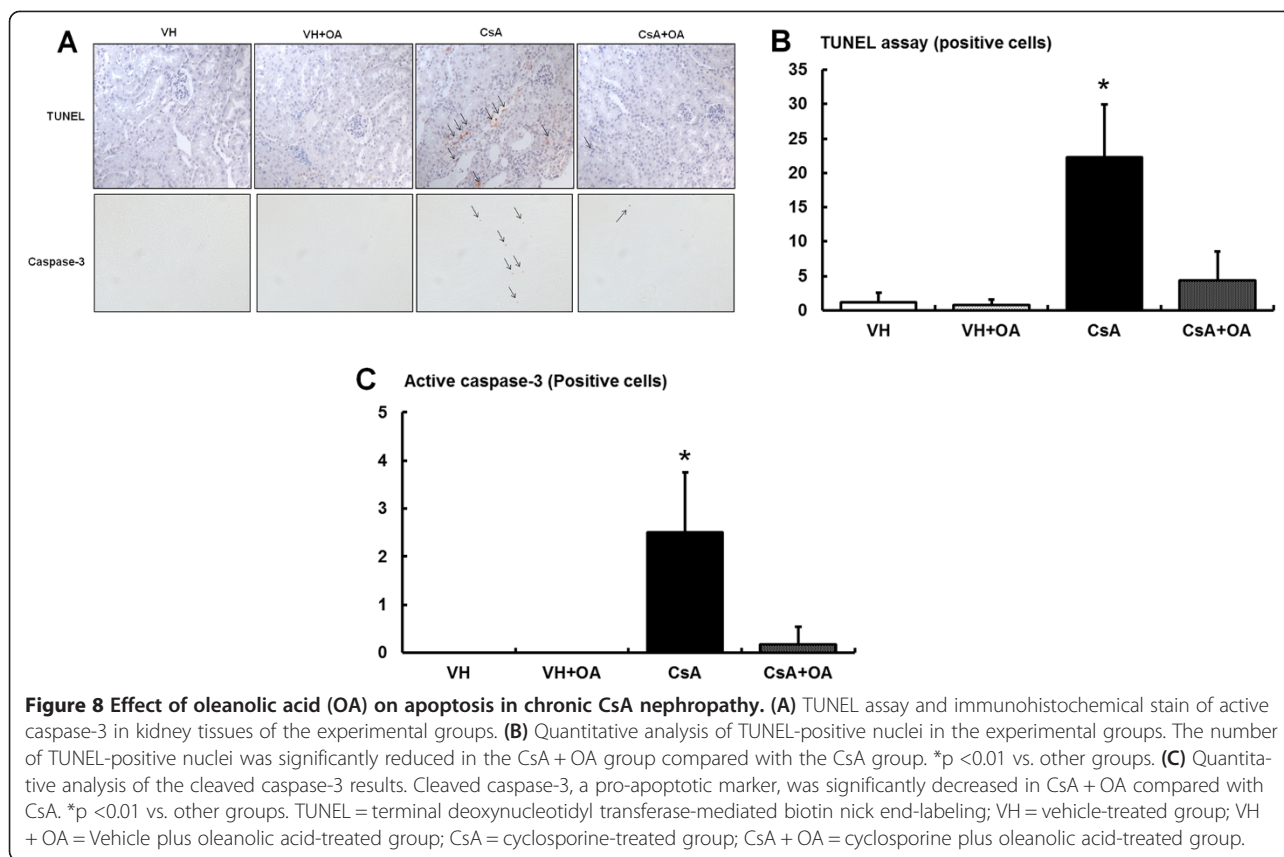 A
VH VH+OA CsA CsA+OA
TUNEL
Caspase-3
B TUNEL assay (positive cells)
35
30
25
20
15
10
5
0
*
VH VH+OA CsA CsA+OA
C Active caspase-3 (Positive cells)
5
4
3
2
1
0
*
VH VH+OA CsA CsA+OA
Figure 8 Effect of oleanolic acid (OA) on apoptosis in chronic CsA nephropathy. (A) TUNEL assay and immunohistochemical stain of active
caspase-3 in kidney tissues of the experimental groups. (B) Quantitative analysis of TUNEL-positive nuclei in the experimental groups. The number
of TUNEL-positive nuclei was significantly reduced in the CsA + OA group compared with the CsA group. *p <0.01 vs. other groups. (C) Quantita-
tive analysis of the cleaved caspase-3 results. Cleaved caspase-3, a pro-apoptotic marker, was significantly decreased in CsA + OA compared with
CsA. *p <0.01 vs. other groups. TUNEL = terminal deoxynucleotidyl transferase-mediated biotin nick end-labeling; VH = vehicle-treated group; VH
+ OA = Vehicle plus oleanolic acid-treated group; CsA = cyclosporine-treated group; CsA + OA = cyclosporine plus oleanolic acid-treated group.